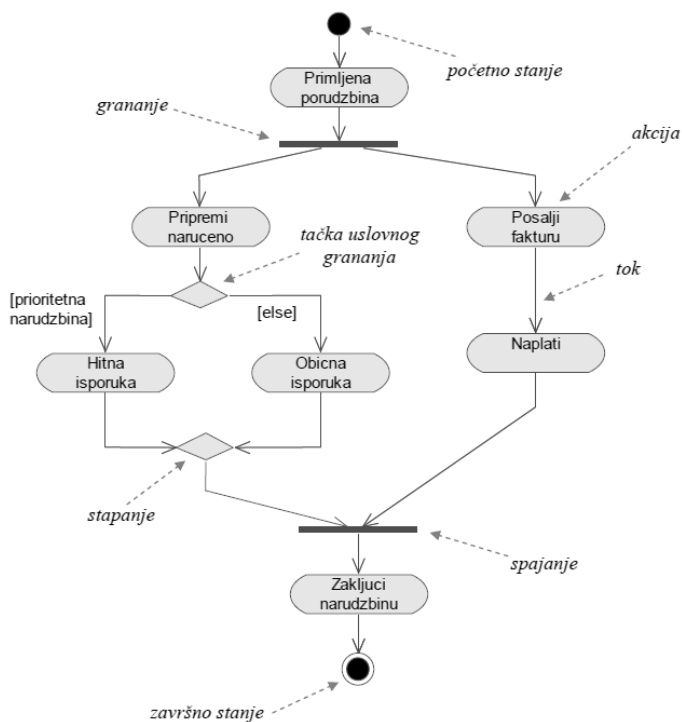 početno stanje
Primljena
porudzbina
grananje
akcija
Pripremi
naruceno
Posalji
fakturu
tačka uslovnog
grananja
tok
[prioritetna
narudzbina]
[else]
Hitna
isporuka
Obicna
isporuka
Naplati
stapanje
spajanje
Zakljuci
narudzbinu
završno stanje